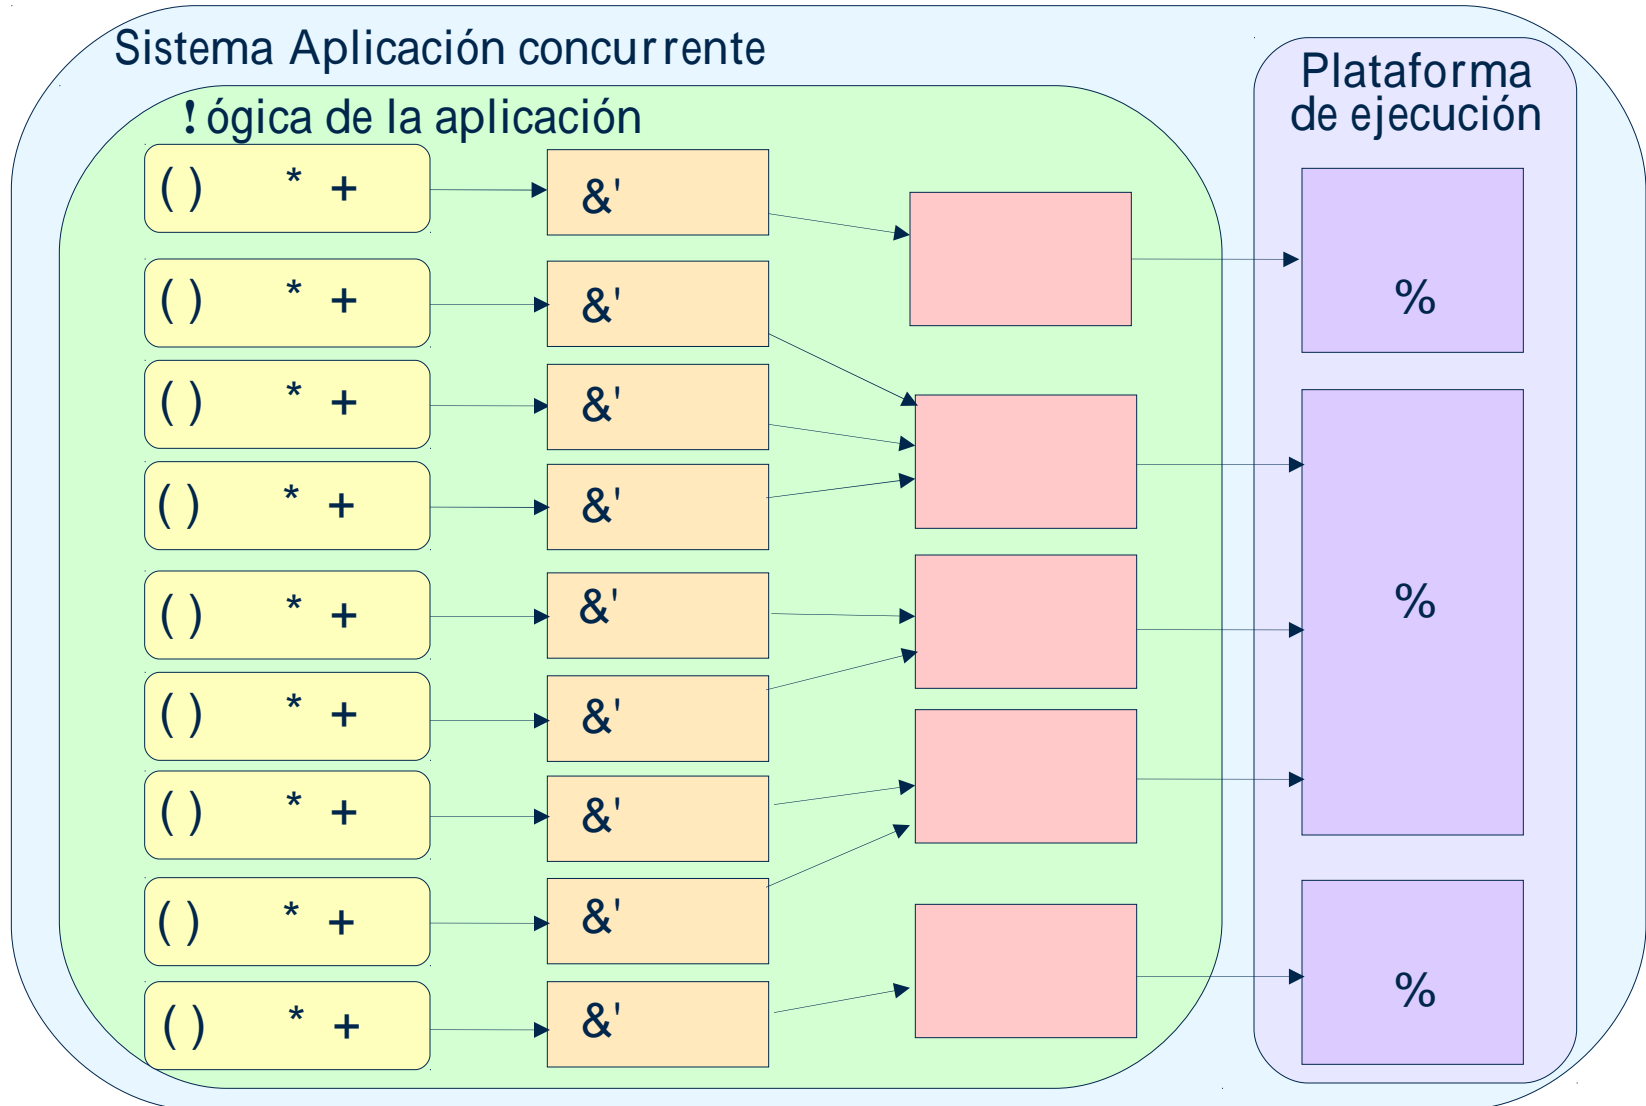 Sistema Aplicación concurrente
Plataforma
de ejecución
! ógica de la aplicación
() * +
&'
%
() * +
&'
() * +
&'
() * +
&'
() * +
&'
%
() * +
&'
() * +
&'
() * +
&'
() * +
&'
%